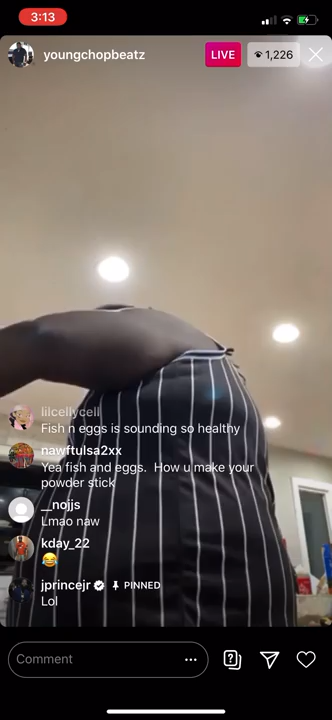 3:13
youngchopbeatz
LIVE
1,226
lilcellycell
Fish n eggs is sounding so healthy
nawftulsa2xx
Yea fish and eggs. How u make your
powder stick
__nojjs
Lmao naw
kday_22
😂
jprincejr PINNED
Lol
Comment